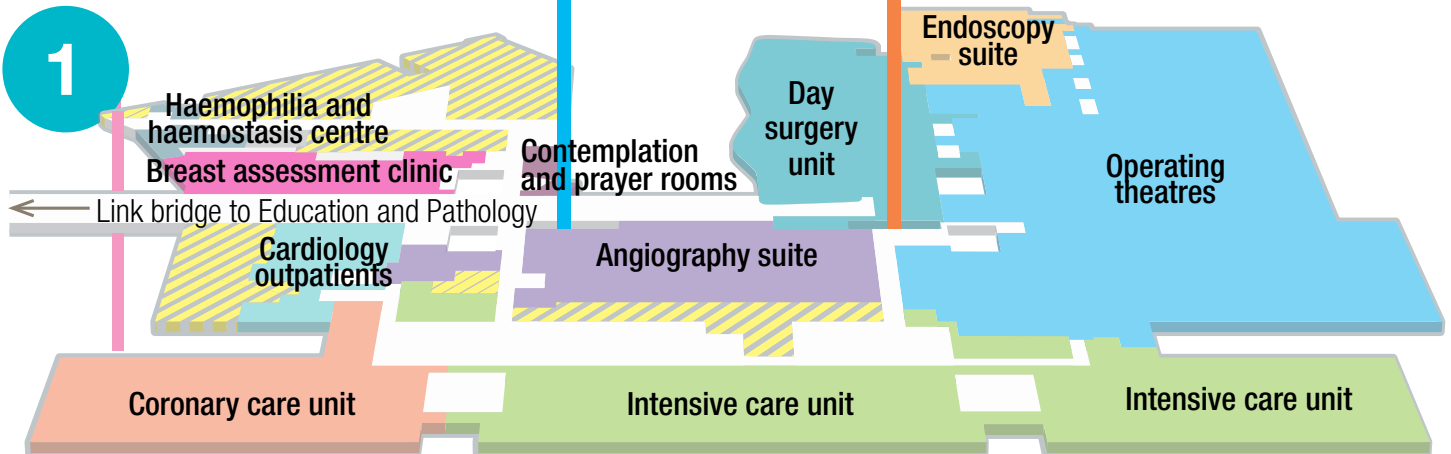 1
Haemophilia and
haemostasis centre
Breast assessment clinic
Link bridge to Education and Pathology
Cardiology
outpatients
Contemplation
and prayer rooms
Angiography suite
Day
surgery
unit
Endoscopy
suite
Operating
theatres
Coronary care unit
Intensive care unit
Intensive care unit